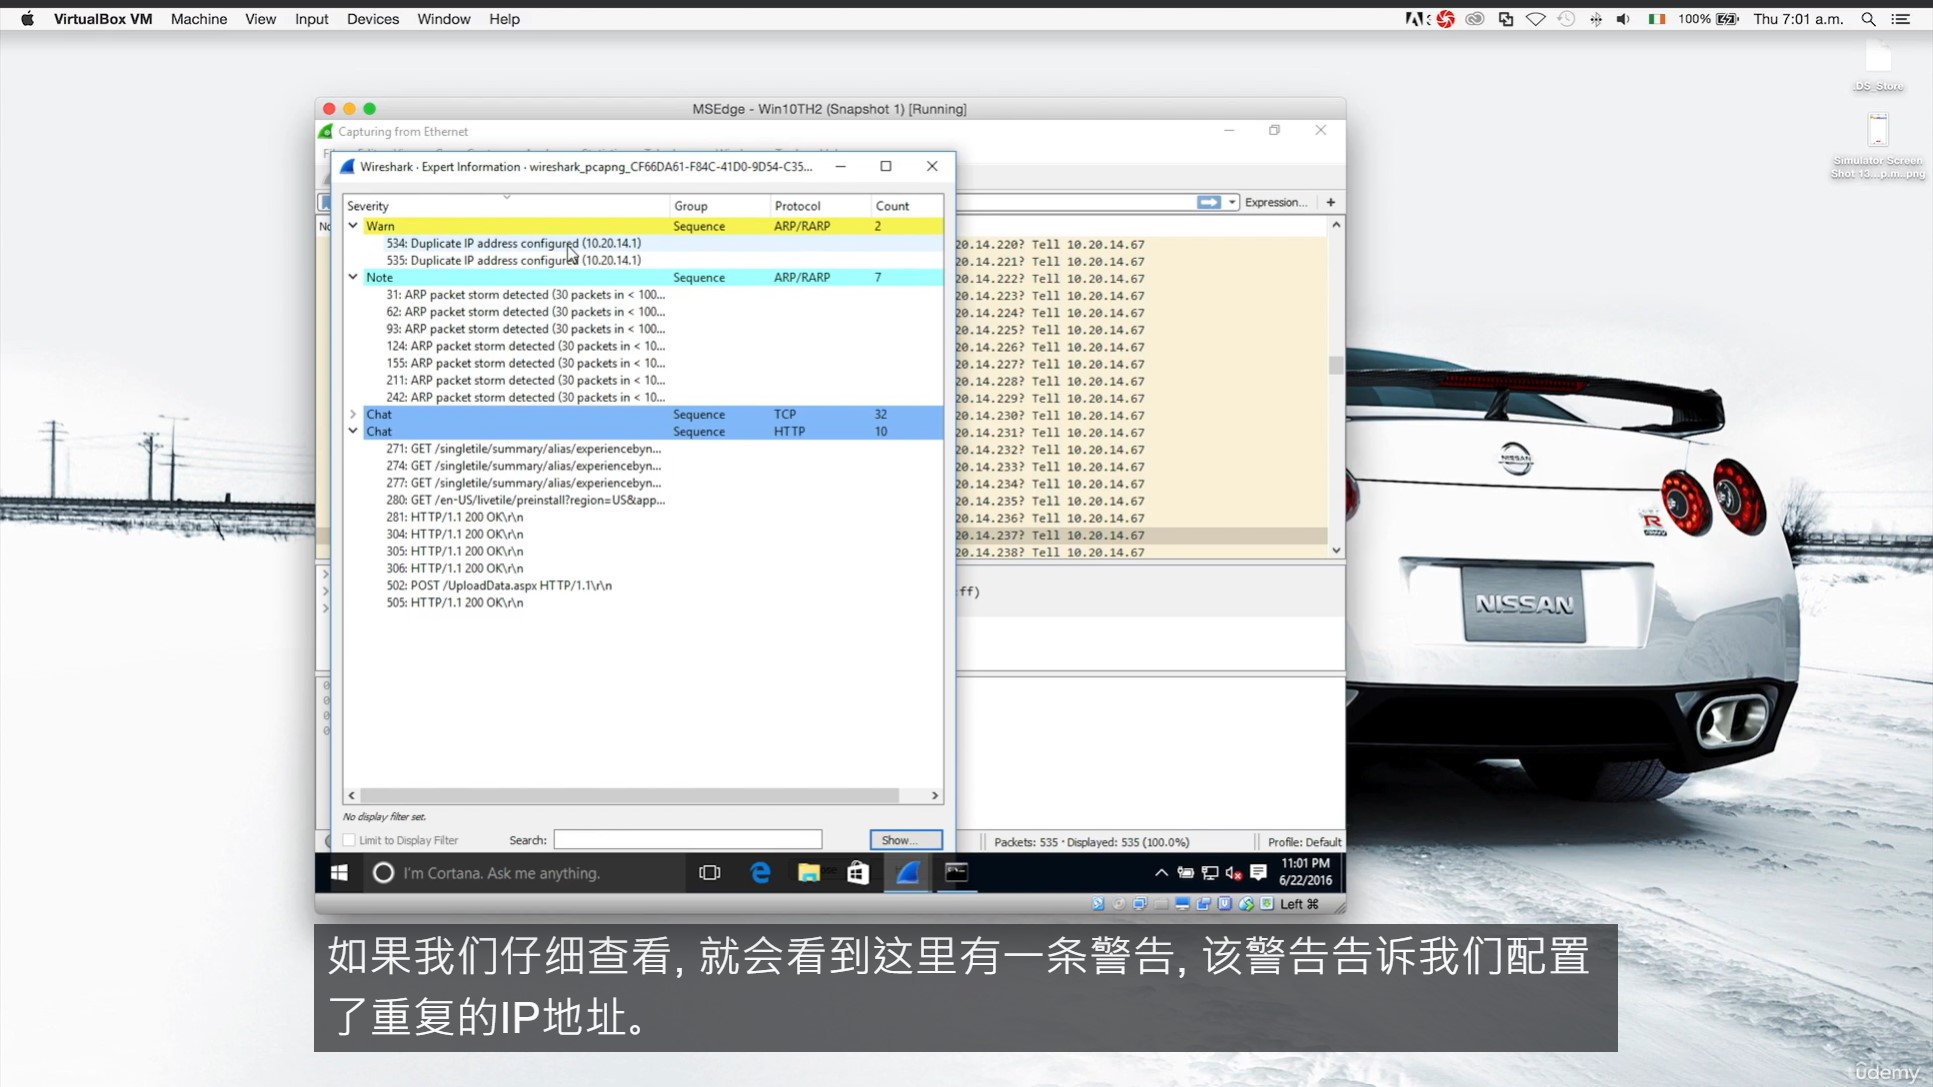 VirtualBox VM Machine View Input Devices Window Help
100% Thu 7:01 a.m.
.DS_Store
Simulator Screen
Shot 13....p.m..png
MSEdge - Win10TH2 (Snapshot 1) [Running]
Capturing from Ethernet
Wireshark · Expert Information · wireshark_pcapng_CF66DA61-F84C-41D0-9D54-C35...
Expression... +
Severity Group Protocol Count
Warn Sequence ARP/RARP 2
534: Duplicate IP address configured (10.20.14.1)
535: Duplicate IP address configured (10.20.14.1)
Note Sequence ARP/RARP 7
31: ARP packet storm detected (30 packets in < 100...
62: ARP packet storm detected (30 packets in < 100...
93: ARP packet storm detected (30 packets in < 100...
124: ARP packet storm detected (30 packets in < 10...
155: ARP packet storm detected (30 packets in < 10...
211: ARP packet storm detected (30 packets in < 10...
242: ARP packet storm detected (30 packets in < 10...
Chat Sequence TCP 32
Chat Sequence HTTP 10
271: GET /singletile/summary/alias/experiencebyn...
274: GET /singletile/summary/alias/experiencebyn...
277: GET /singletile/summary/alias/experiencebyn...
280: GET /en-US/livetile/preinstall?region=US&app...
281: HTTP/1.1 200 OK\r\n
304: HTTP/1.1 200 OK\r\n
305: HTTP/1.1 200 OK\r\n
306: HTTP/1.1 200 OK\r\n
502: POST /UploadData.aspx HTTP/1.1\r\n
505: HTTP/1.1 200 OK\r\n
No display filter set.
Limit to Display Filter Search: Show...
20.14.220? Tell 10.20.14.67
20.14.221? Tell 10.20.14.67
20.14.222? Tell 10.20.14.67
20.14.223? Tell 10.20.14.67
20.14.224? Tell 10.20.14.67
20.14.225? Tell 10.20.14.67
20.14.226? Tell 10.20.14.67
20.14.227? Tell 10.20.14.67
20.14.228? Tell 10.20.14.67
20.14.229? Tell 10.20.14.67
20.14.230? Tell 10.20.14.67
20.14.231? Tell 10.20.14.67
20.14.232? Tell 10.20.14.67
20.14.233? Tell 10.20.14.67
20.14.234? Tell 10.20.14.67
20.14.235? Tell 10.20.14.67
20.14.236? Tell 10.20.14.67
20.14.237? Tell 10.20.14.67
20.14.238? Tell 10.20.14.67
:ff)
Packets: 535 · Displayed: 535 (100.0%) Profile: Default
I'm Cortana. Ask me anything.
11:01 PM
6/22/2016
Left ⌘
NISSAN
NISSAN
如果我们仔细查看, 就会看到这里有一条警告, 该警告告诉我们配置
了重复的IP地址。
udemy